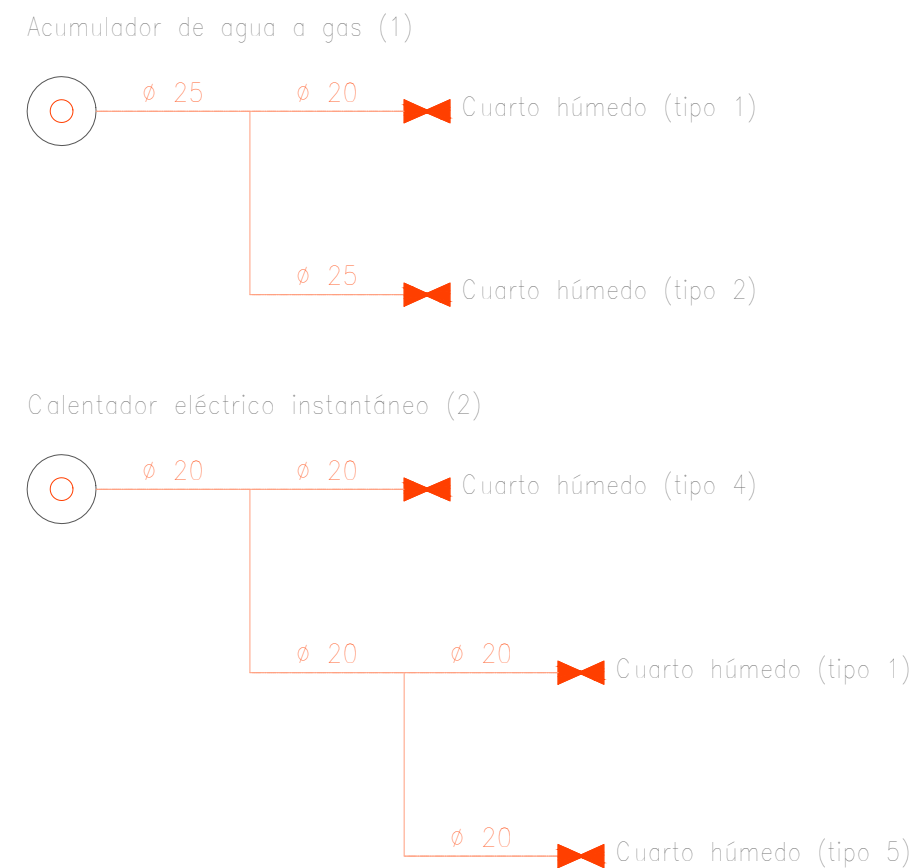 Acumulador de agua a gas (1)
ø 25 ø 20 Cuarto húmedo (tipo 1)
ø 25 Cuarto húmedo (tipo 2)
Calentador eléctrico instantáneo (2)
ø 20 ø 20 Cuarto húmedo (tipo 4)
ø 20 ø 20 Cuarto húmedo (tipo 1)
ø 20 Cuarto húmedo (tipo 5)